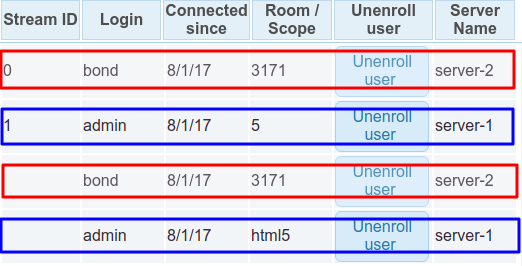 Stream ID Login Connected since Room / Scope Unenroll user Server Name
0 bond 8/1/17 3171 Unenroll user server-2
1 admin 8/1/17 5 Unenroll user server-1
bond 8/1/17 3171 Unenroll user server-2
admin 8/1/17 html5 Unenroll user server-1